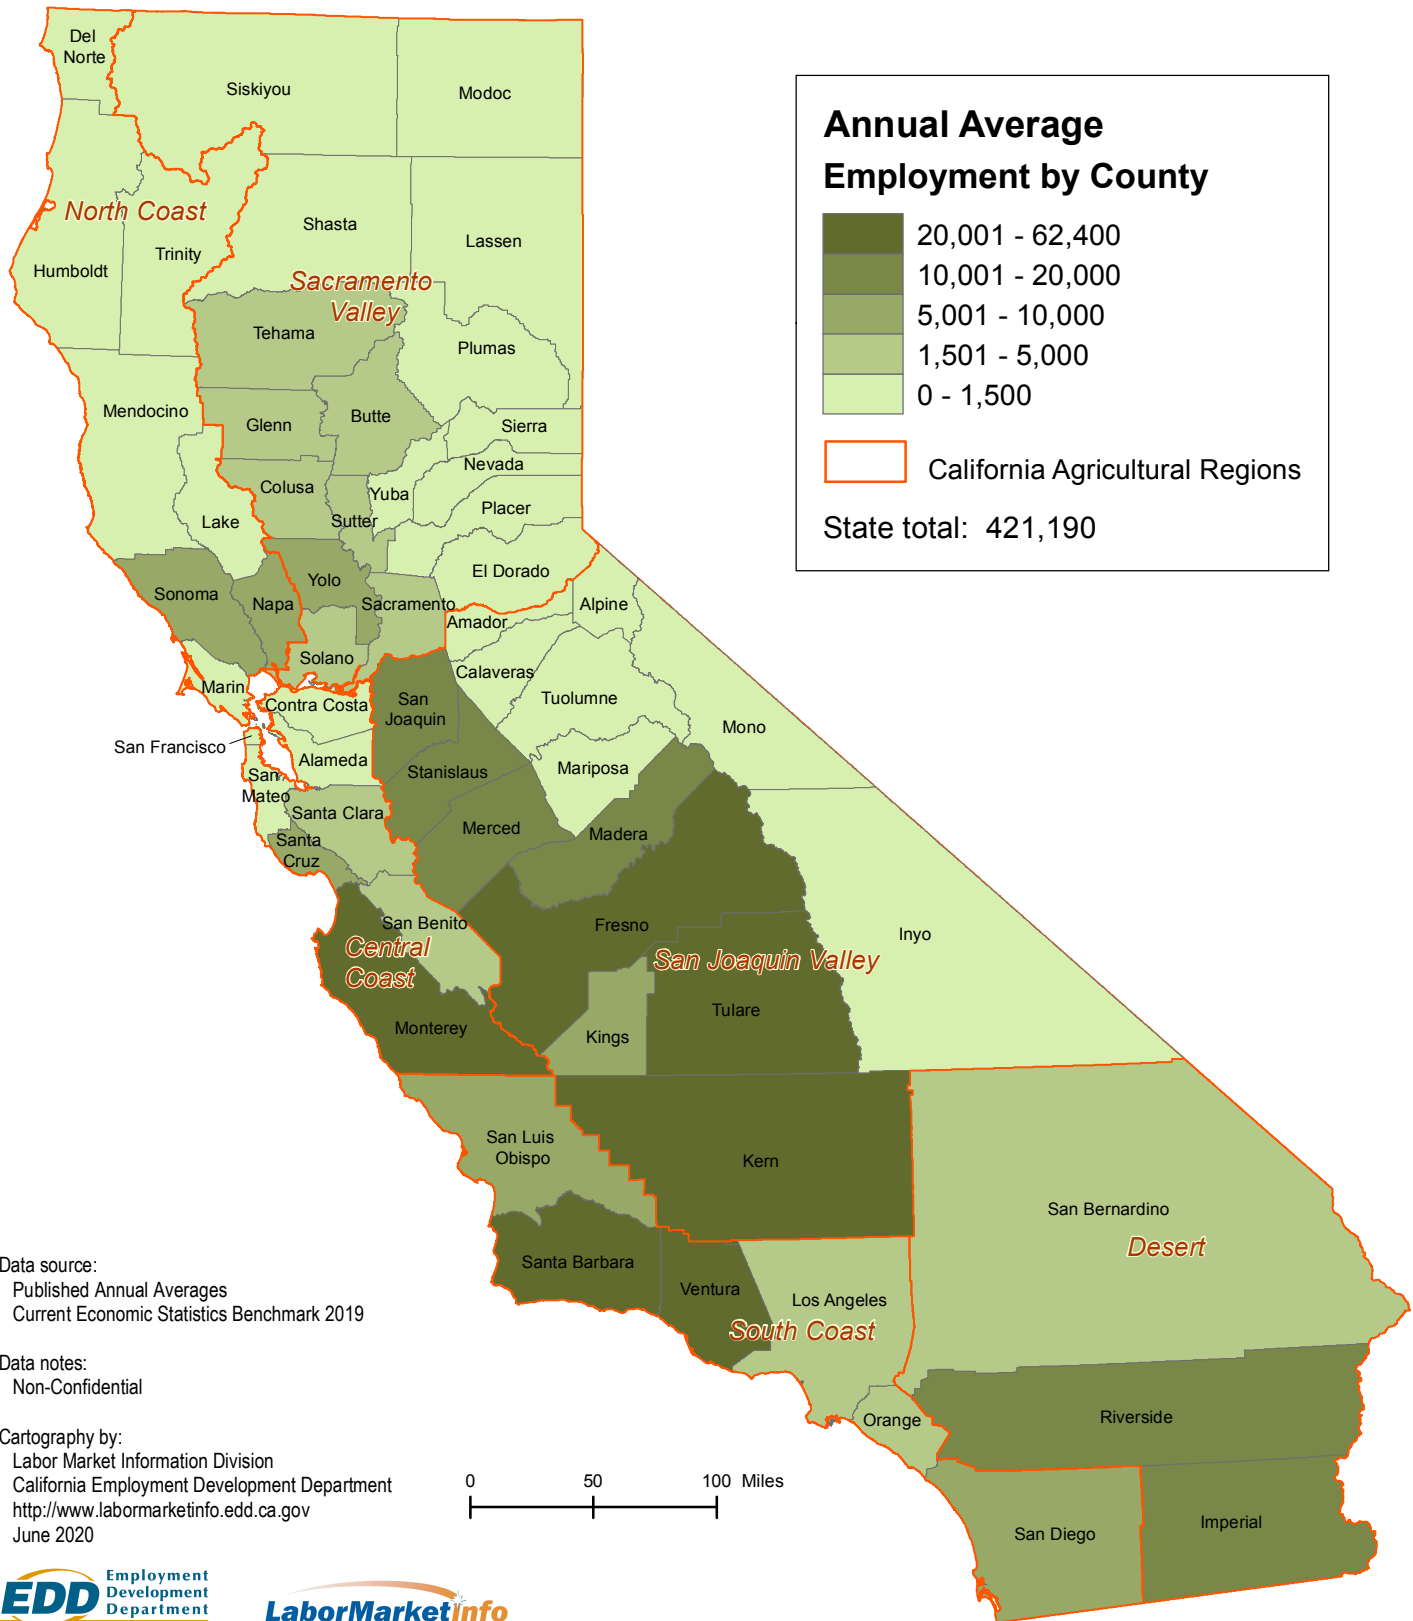 Del
Norte
Siskiyou
Modoc
Annual Average
Employment by County
20,001 - 62,400
10,001 - 20,000
5,001 - 10,000
1,501 - 5,000
0 - 1,500
California Agricultural Regions
State total: 421,190
North Coast
Humboldt
Trinity
Shasta
Lassen
Sacramento
Valley
Tehama
Plumas
Mendocino
Glenn
Butte
Sierra
Nevada
Colusa
Yuba
Placer
Lake
Sutter
El Dorado
Sonoma
Napa
Yolo
Sacramento
Alpine
Amador
Solano
Calaveras
Marin
Contra Costa
San
Joaquin
Tuolumne
Mono
San Francisco
Alameda
Stanislaus
Mariposa
San
Mateo
Santa Clara
Merced
Madera
Santa
Cruz
San Benito
Fresno
Inyo
Central
Coast
San Joaquin Valley
Monterey
Kings
Tulare
San Luis
Obispo
Kern
San Bernardino
Desert
Santa Barbara
Ventura
Los Angeles
South Coast
Orange
Riverside
San Diego
Imperial
Data source:
Published Annual Averages
Current Economic Statistics Benchmark 2019
Data notes:
Non-Confidential
Cartography by:
Labor Market Information Division
California Employment Development Department
http://www.labormarketinfo.edd.ca.gov
June 2020
0 50 100 Miles
EDD Employment
Development
Department
LaborMarketInfo